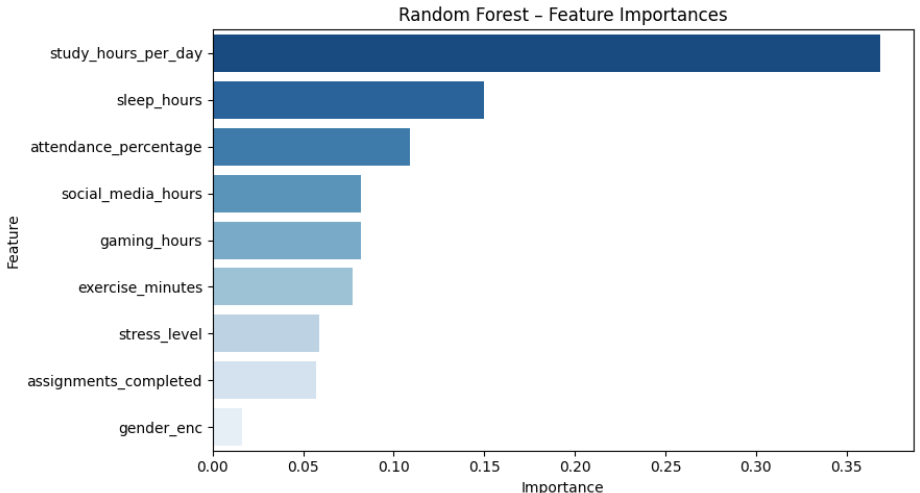 Random Forest – Feature Importances
study_hours_per_day
sleep_hours
attendance_percentage
social_media_hours
gaming_hours
exercise_minutes
stress_level
assignments_completed
gender_enc
Feature
0.00 0.05 0.10 0.15 0.20 0.25 0.30 0.35
Importance